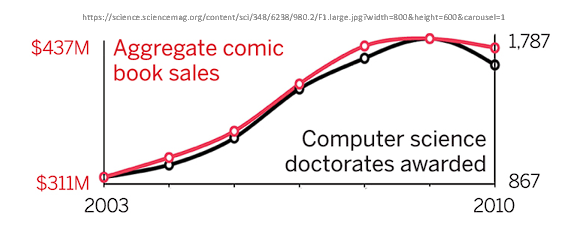 https://science.sciencemag.org/content/sci/348/6238/980.2/F1.large.jpg?width=800&height=600&carousel=1
$437M
Aggregate comic
book sales
1,787
Computer science
doctorates awarded
$311M
867
2003
2010